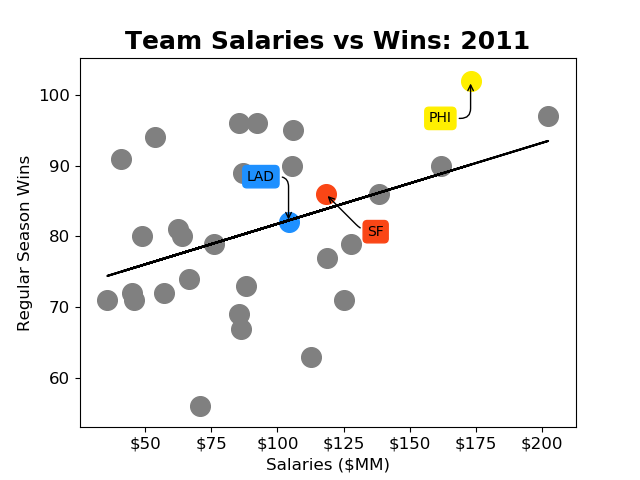 Team Salaries vs Wins: 2011
Regular Season Wins
100
90
80
70
60
PHI
LAD
SF
$50 $75 $100 $125 $150 $175 $200
Salaries ($MM)